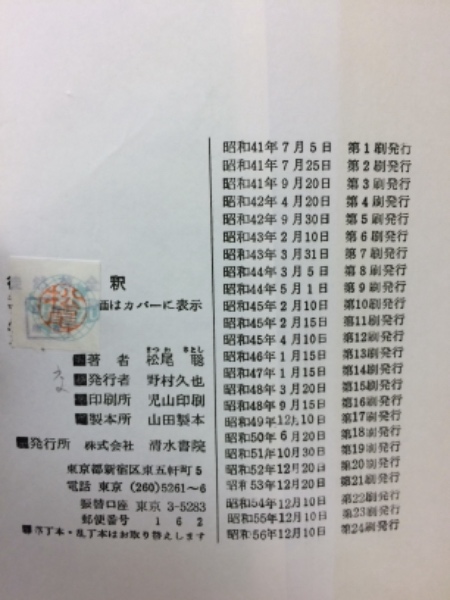 釈
価はカバーに表示
まつ お さとし
著者 松尾聰
発行者 野村久也
印刷所 児山印刷
製本所 山田製本
発行所 株式会社 清水書院
東京都新宿区東五軒町5
電話 東京 (260)5261～6
振替口座 東京 3-5283
郵便番号 162
落丁本・乱丁本はお取り替えします
松尾
昭和41年7月5日 第1刷発行
昭和41年7月25日 第2刷発行
昭和41年9月20日 第3刷発行
昭和42年4月20日 第4刷発行
昭和42年9月30日 第5刷発行
昭和43年2月10日 第6刷発行
昭和43年3月31日 第7刷発行
昭和44年3月5日 第8刷発行
昭和44年5月1日 第9刷発行
昭和45年2月10日 第10刷発行
昭和45年2月15日 第11刷発行
昭和45年4月10日 第12刷発行
昭和46年1月15日 第13刷発行
昭和47年1月15日 第14刷発行
昭和48年3月20日 第15刷発行
昭和48年9月15日 第16刷発行
昭和49年12月10日 第17刷発行
昭和50年6月20日 第18刷発行
昭和51年10月30日 第19刷発行
昭和52年12月20日 第20刷発行
昭和53年12月20日 第21刷発行
昭和54年12月10日 第22刷発行
昭和55年12月10日 第23刷発行
昭和56年12月10日 第24刷発行